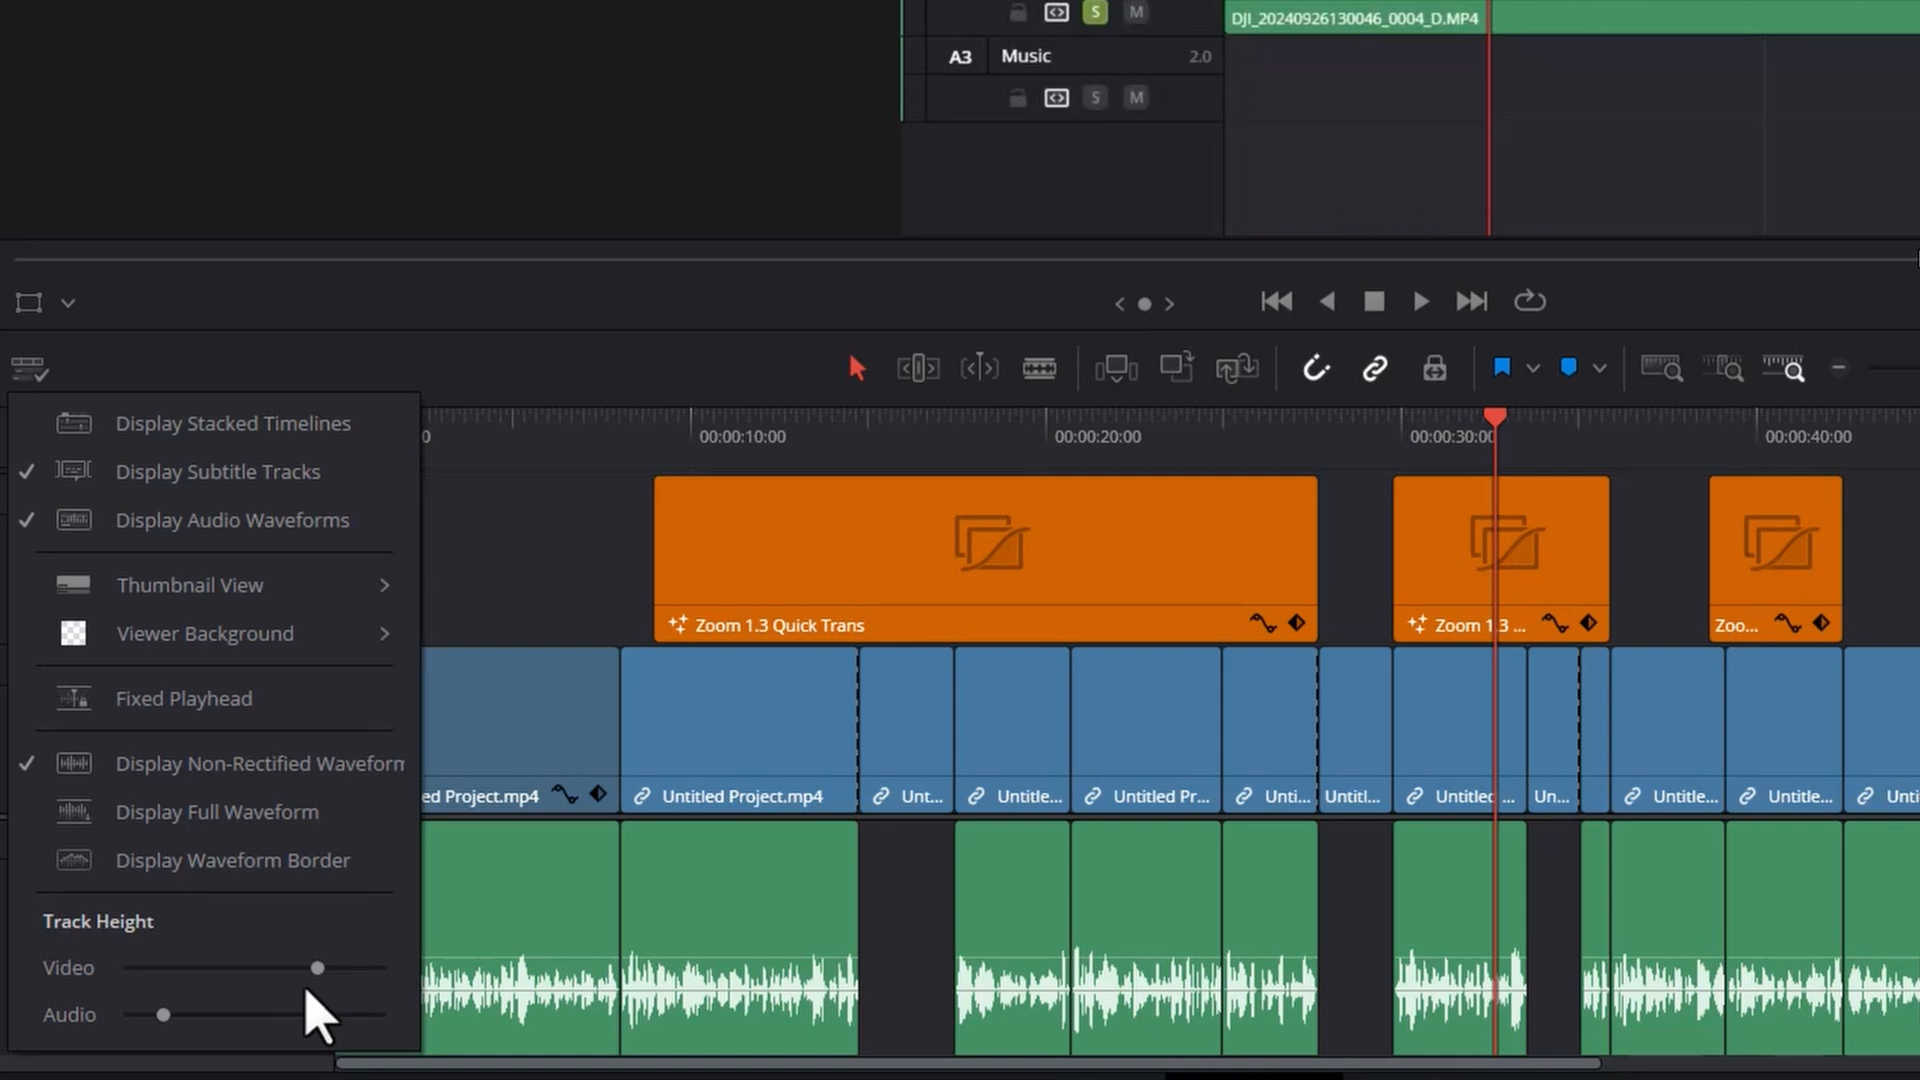 S M
DJI_20240926130046_0004_D.MP4
A3 Music 2.0
S M
Display Stacked Timelines
0 00:00:10:00 00:00:20:00 00:00:30:00 00:00:40:00
Display Subtitle Tracks
Display Audio Waveforms
Thumbnail View
Viewer Background
Zoom 1.3 Quick Trans Zoom 1.3 ... Zoo...
Fixed Playhead
Display Non-Rectified Waveform
ed Project.mp4 Untitled Project.mp4 Unt... Untitle... Untitled Pr... Unti... Untitl... Untitled ... Un... Untitle... Untitle... Unti
Display Full Waveform
Display Waveform Border
Track Height
Video
Audio